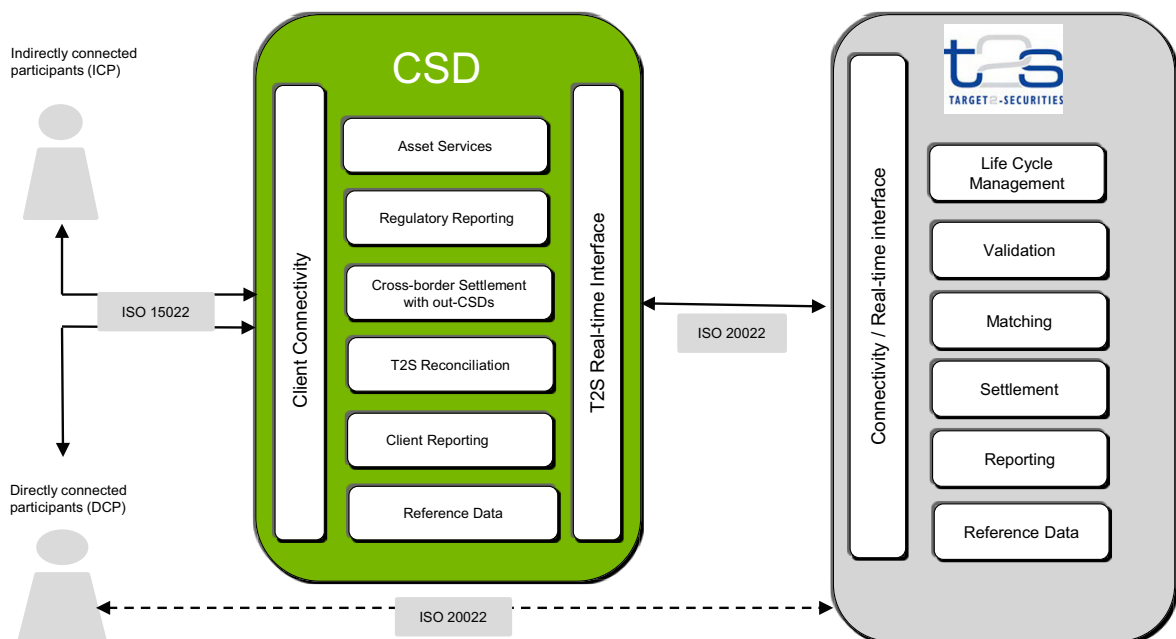 Indirectly connected
participants (ICP)
ISO 15022
Directly connected
participants (DCP)
CSD
Client Connectivity
Asset Services
Regulatory Reporting
Cross-border Settlement
with out-CSDs
T2S Reconciliation
Client Reporting
Reference Data
T2S Real-time Interface
ISO 20022
ISO 20022
Connectivity / Real-time interface
t2s
TARGET2-SECURITIES
Life Cycle
Management
Validation
Matching
Settlement
Reporting
Reference Data